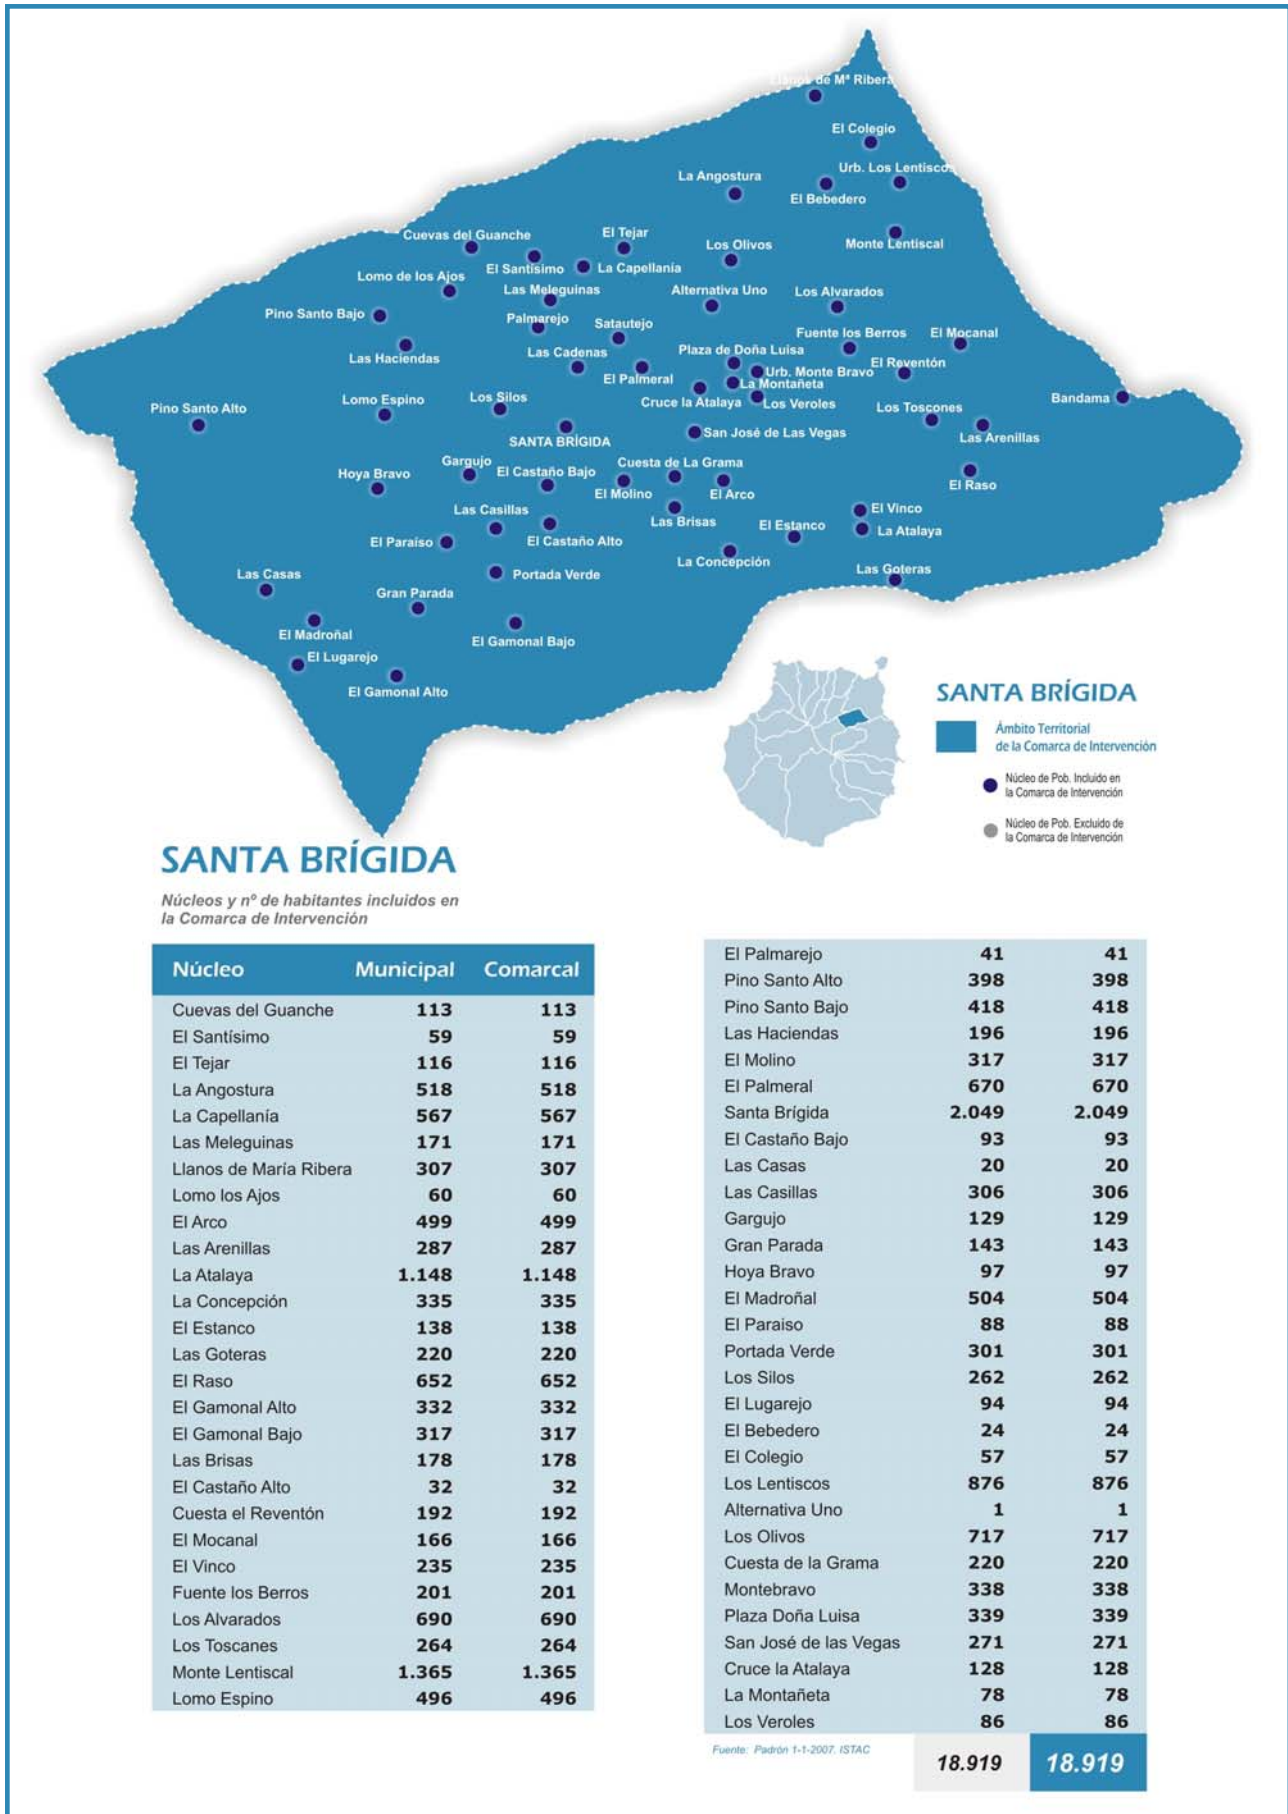 Llanos de Mª Ribera
El Colegio
Urb. Los Lentiscos
La Angostura
El Bebedero
Cuevas del Guanche
El Tejar
Los Olivos
Monte Lentiscal
El Santísimo
La Capellanía
Lomo de los Ajos
Las Meleguinas
Alternativa Uno
Los Alvarados
Pino Santo Bajo
Palmarejo
Satautejo
Fuente los Berros
El Mocanal
Las Haciendas
Las Cadenas
Plaza de Doña Luisa
El Reventón
El Palmeral
Urb. Monte Bravo
La Montañeta
Lomo Espino
Los Silos
Cruce la Atalaya
Los Veroles
Los Toscones
Bandama
Pino Santo Alto
SANTA BRÍGIDA
San José de Las Vegas
Las Arenillas
Hoya Bravo
Gargujo
El Castaño Bajo
Cuesta de La Grama
El Molino
El Arco
El Raso
Las Casillas
Las Brisas
El Estanco
El Vinco
El Paraíso
El Castaño Alto
La Atalaya
La Concepción
Las Casas
Portada Verde
Las Goteras
Gran Parada
El Madroñal
El Gamonal Bajo
El Lugarejo
El Gamonal Alto
SANTA BRÍGIDA
Ámbito Territorial
de la Comarca de Intervención
Núcleo de Pob. Incluido en
la Comarca de Intervención
Núcleo de Pob. Excluido de
la Comarca de Intervención
SANTA BRÍGIDA
Núcleos y nº de habitantes incluidos en
la Comarca de Intervención
Núcleo Municipal Comarcal
Cuevas del Guanche 113 113
El Santísimo 59 59
El Tejar 116 116
La Angostura 518 518
La Capellanía 567 567
Las Meleguinas 171 171
Llanos de María Ribera 307 307
Lomo los Ajos 60 60
El Arco 499 499
Las Arenillas 287 287
La Atalaya 1.148 1.148
La Concepción 335 335
El Estanco 138 138
Las Goteras 220 220
El Raso 652 652
El Gamonal Alto 332 332
El Gamonal Bajo 317 317
Las Brisas 178 178
El Castaño Alto 32 32
Cuesta el Reventón 192 192
El Mocanal 166 166
El Vinco 235 235
Fuente los Berros 201 201
Los Alvarados 690 690
Los Toscanes 264 264
Monte Lentiscal 1.365 1.365
Lomo Espino 496 496
El Palmarejo 41 41
Pino Santo Alto 398 398
Pino Santo Bajo 418 418
Las Haciendas 196 196
El Molino 317 317
El Palmeral 670 670
Santa Brígida 2.049 2.049
El Castaño Bajo 93 93
Las Casas 20 20
Las Casillas 306 306
Gargujo 129 129
Gran Parada 143 143
Hoya Bravo 97 97
El Madroñal 504 504
El Paraiso 88 88
Portada Verde 301 301
Los Silos 262 262
El Lugarejo 94 94
El Bebedero 24 24
El Colegio 57 57
Los Lentiscos 876 876
Alternativa Uno 1 1
Los Olivos 717 717
Cuesta de la Grama 220 220
Montebravo 338 338
Plaza Doña Luisa 339 339
San José de las Vegas 271 271
Cruce la Atalaya 128 128
La Montañeta 78 78
Los Veroles 86 86
Fuente: Padrón 1-1-2007. ISTAC
18.919 18.919